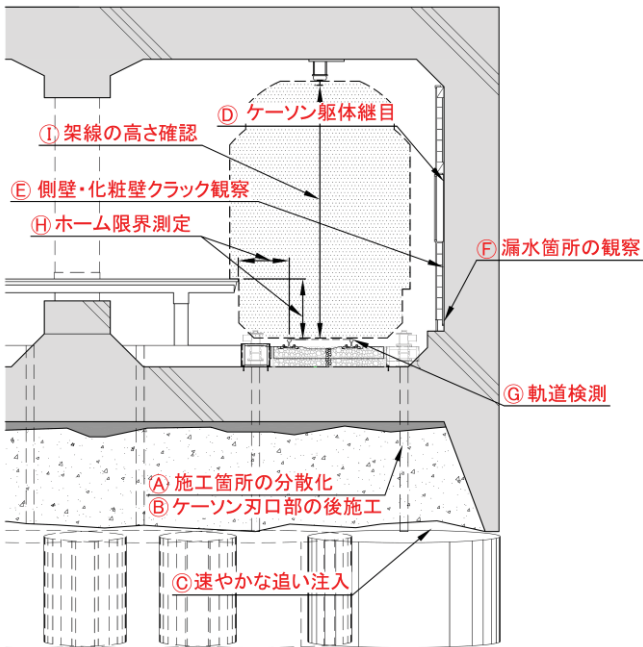 Ⓓ ケーソン躯体継目
Ⓘ 架線の高さ確認
Ⓔ 側壁・化粧壁クラック観察
Ⓗ ホーム限界測定
Ⓕ 漏水箇所の観察
Ⓖ 軌道検測
Ⓐ 施工箇所の分散化
Ⓑ ケーソン刃口部の後施工
Ⓒ 速やかな追い注入